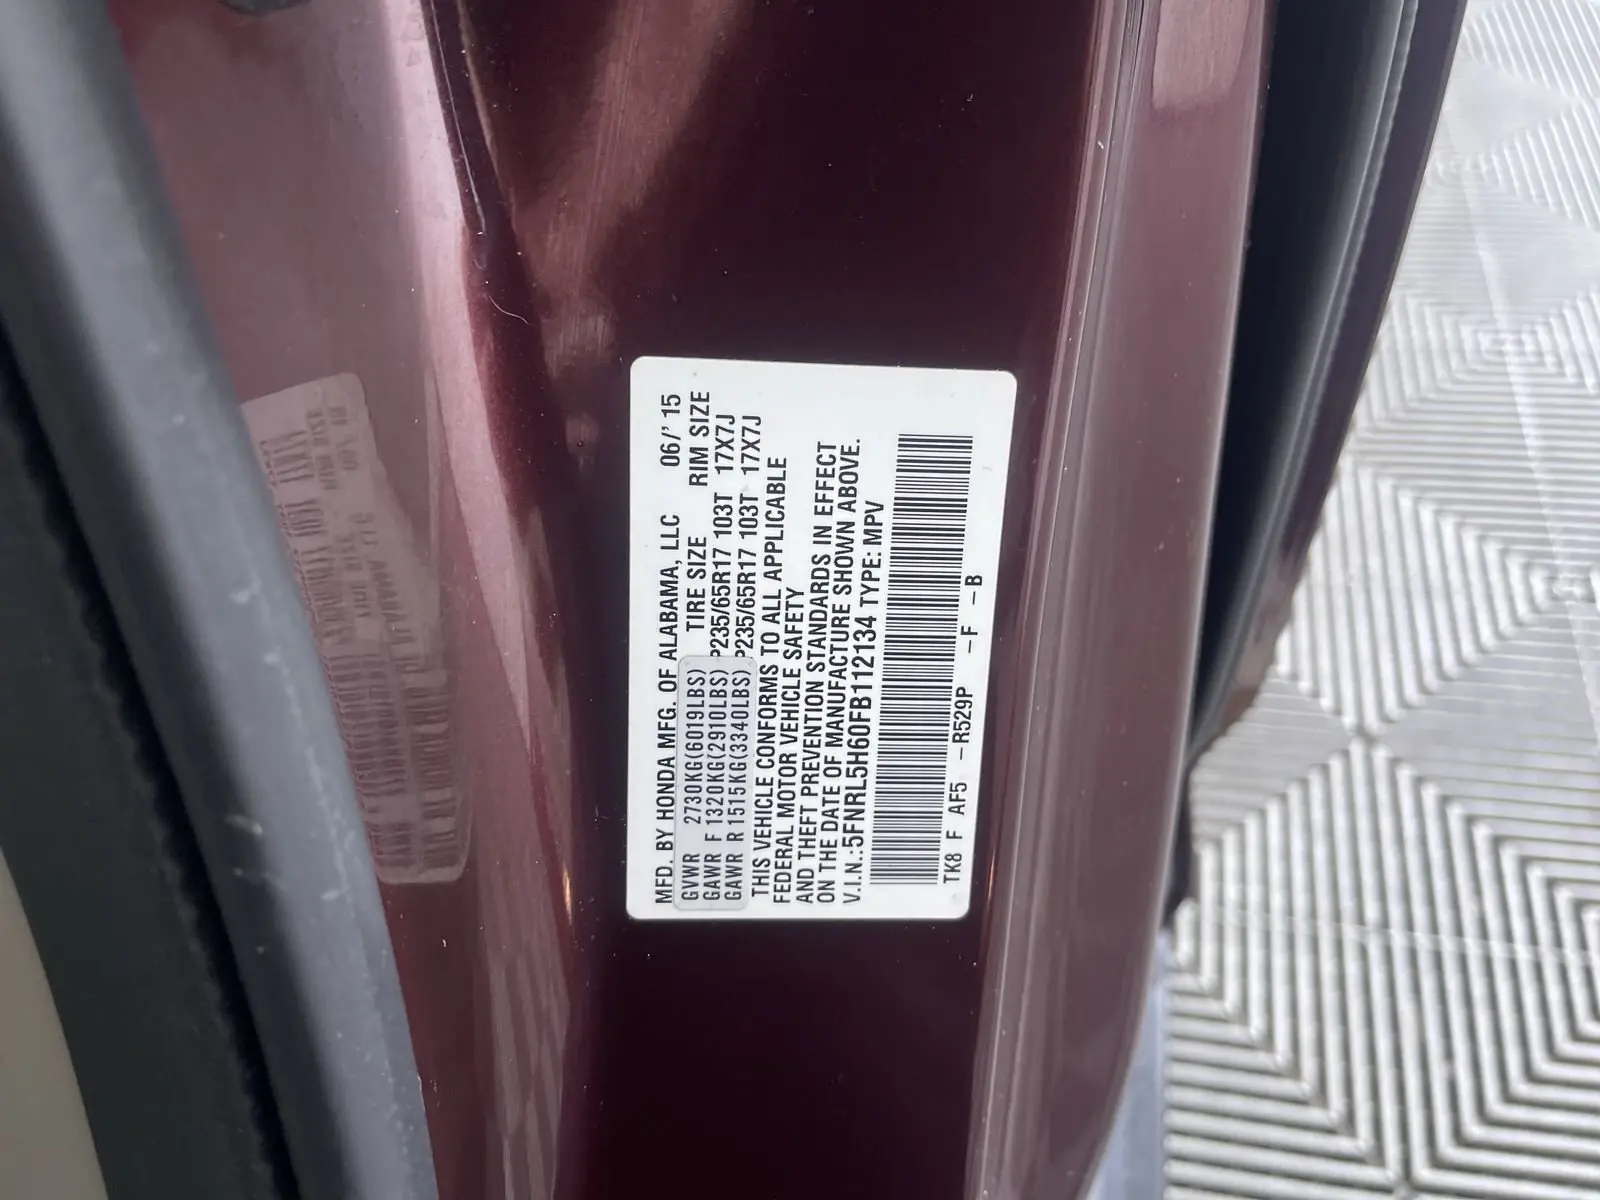 MFD. BY HONDA MFG. OF ALABAMA, LLC 06/'15
GVWR 2730KG(6019LBS) TIRE SIZE RIM SIZE
GAWR F 1320KG(2910LBS) P235/65R17 103T 17X7J
GAWR R 1515KG(3340LBS) P235/65R17 103T 17X7J
THIS VEHICLE CONFORMS TO ALL APPLICABLE
FEDERAL MOTOR VEHICLE SAFETY
AND THEFT PREVENTION STANDARDS IN EFFECT
ON THE DATE OF MANUFACTURE SHOWN ABOVE.
V.I.N.:5FNRL5H60FB112134 TYPE: MPV
TK8 F AF5 -R529P -F -B